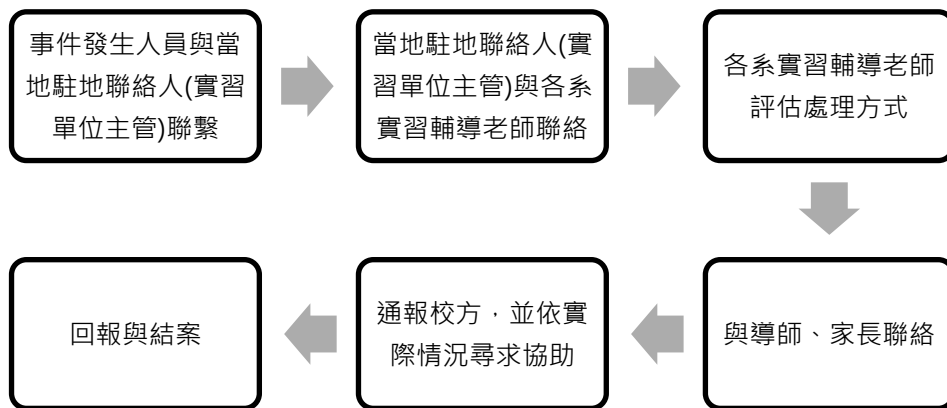 事件發生人員與當
地駐地聯絡人(實習
單位主管)聯繫
當地駐地聯絡人(實
習單位主管)與各系
實習輔導老師聯絡
各系實習輔導老師
評估處理方式
與導師、家長聯絡
通報校方，並依實
際情況尋求協助
回報與結案